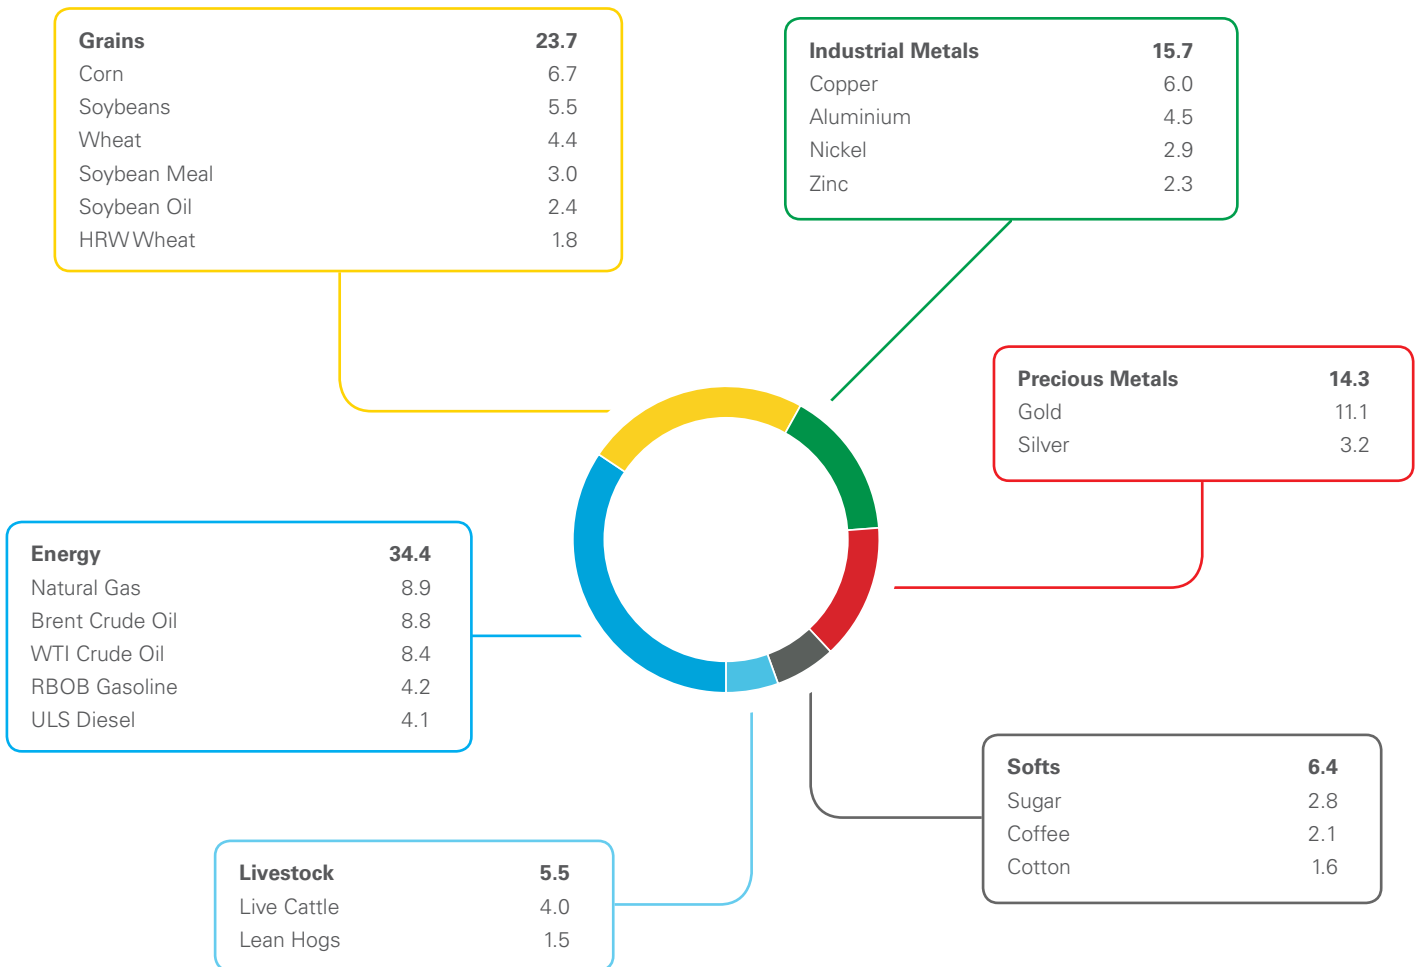 Grains 23.7
Corn 6.7
Soybeans 5.5
Wheat 4.4
Soybean Meal 3.0
Soybean Oil 2.4
HRW Wheat 1.8
Industrial Metals 15.7
Copper 6.0
Aluminium 4.5
Nickel 2.9
Zinc 2.3
Precious Metals 14.3
Gold 11.1
Silver 3.2
Energy 34.4
Natural Gas 8.9
Brent Crude Oil 8.8
WTI Crude Oil 8.4
RBOB Gasoline 4.2
ULS Diesel 4.1
Softs 6.4
Sugar 2.8
Coffee 2.1
Cotton 1.6
Livestock 5.5
Live Cattle 4.0
Lean Hogs 1.5